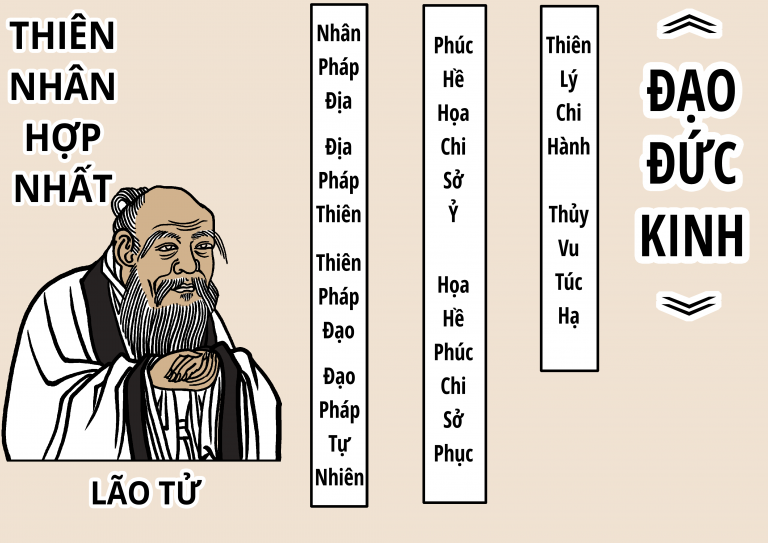 THIÊN
NHÂN
HỢP
NHẤT
LÃO TỬ
Nhân
Pháp
Địa
Địa
Pháp
Thiên
Thiên
Pháp
Đạo
Đạo
Pháp
Tự
Nhiên
Phúc
Hề
Họa
Chi
Sở
Ỷ
Họa
Hề
Phúc
Chi
Sở
Phục
Thiên
Lý
Chi
Hành
Thủy
Vu
Túc
Hạ
《
ĐẠO
ĐỨC
KINH
》